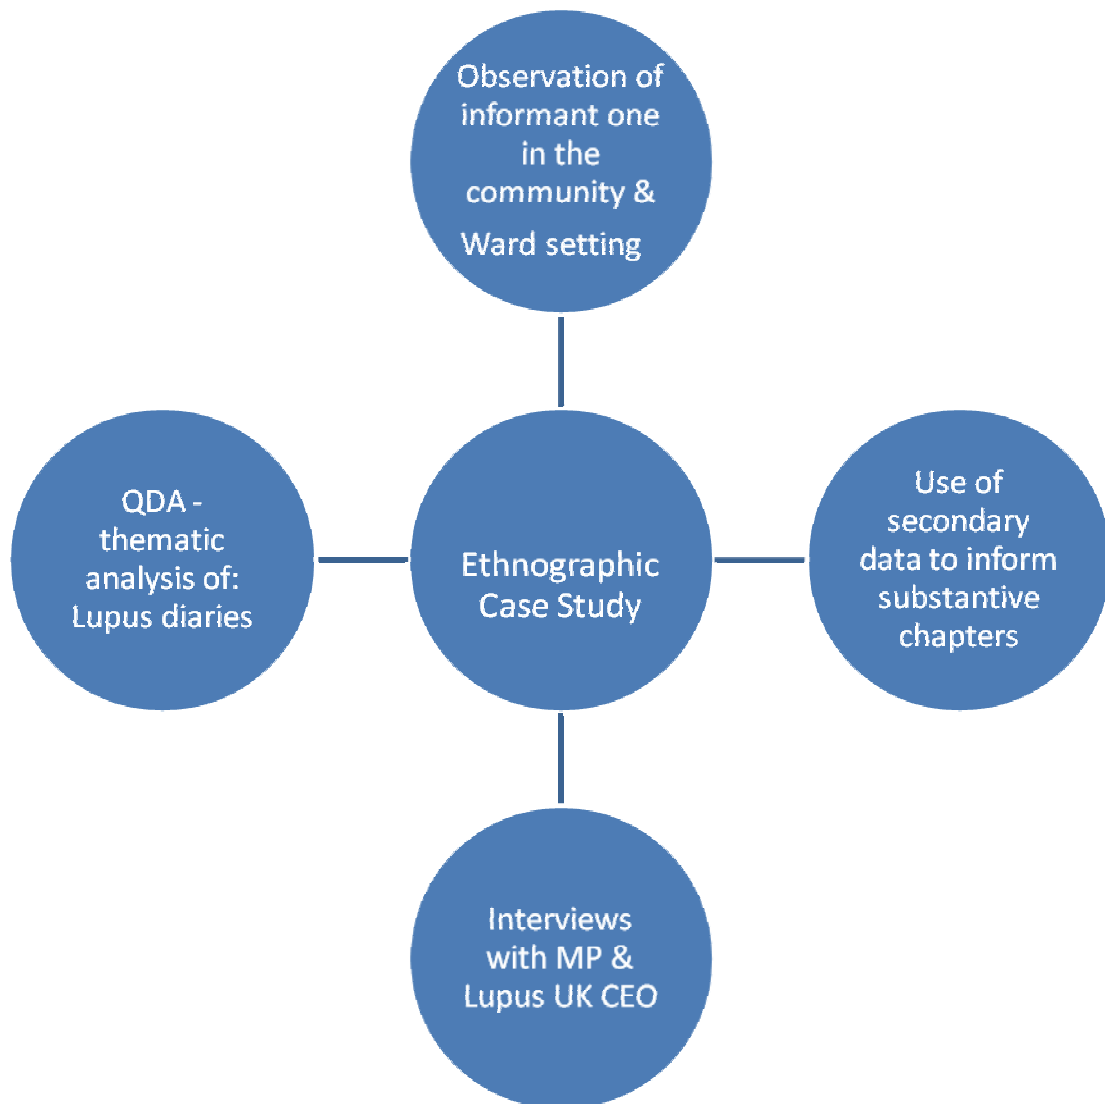 Observation of
informant one
in the
community &
Ward setting
QDA -
thematic
analysis of:
Lupus diaries
Ethnographic
Case Study
Use of
secondary
data to inform
substantive
chapters
Interviews
with MP &
Lupus UK CEO